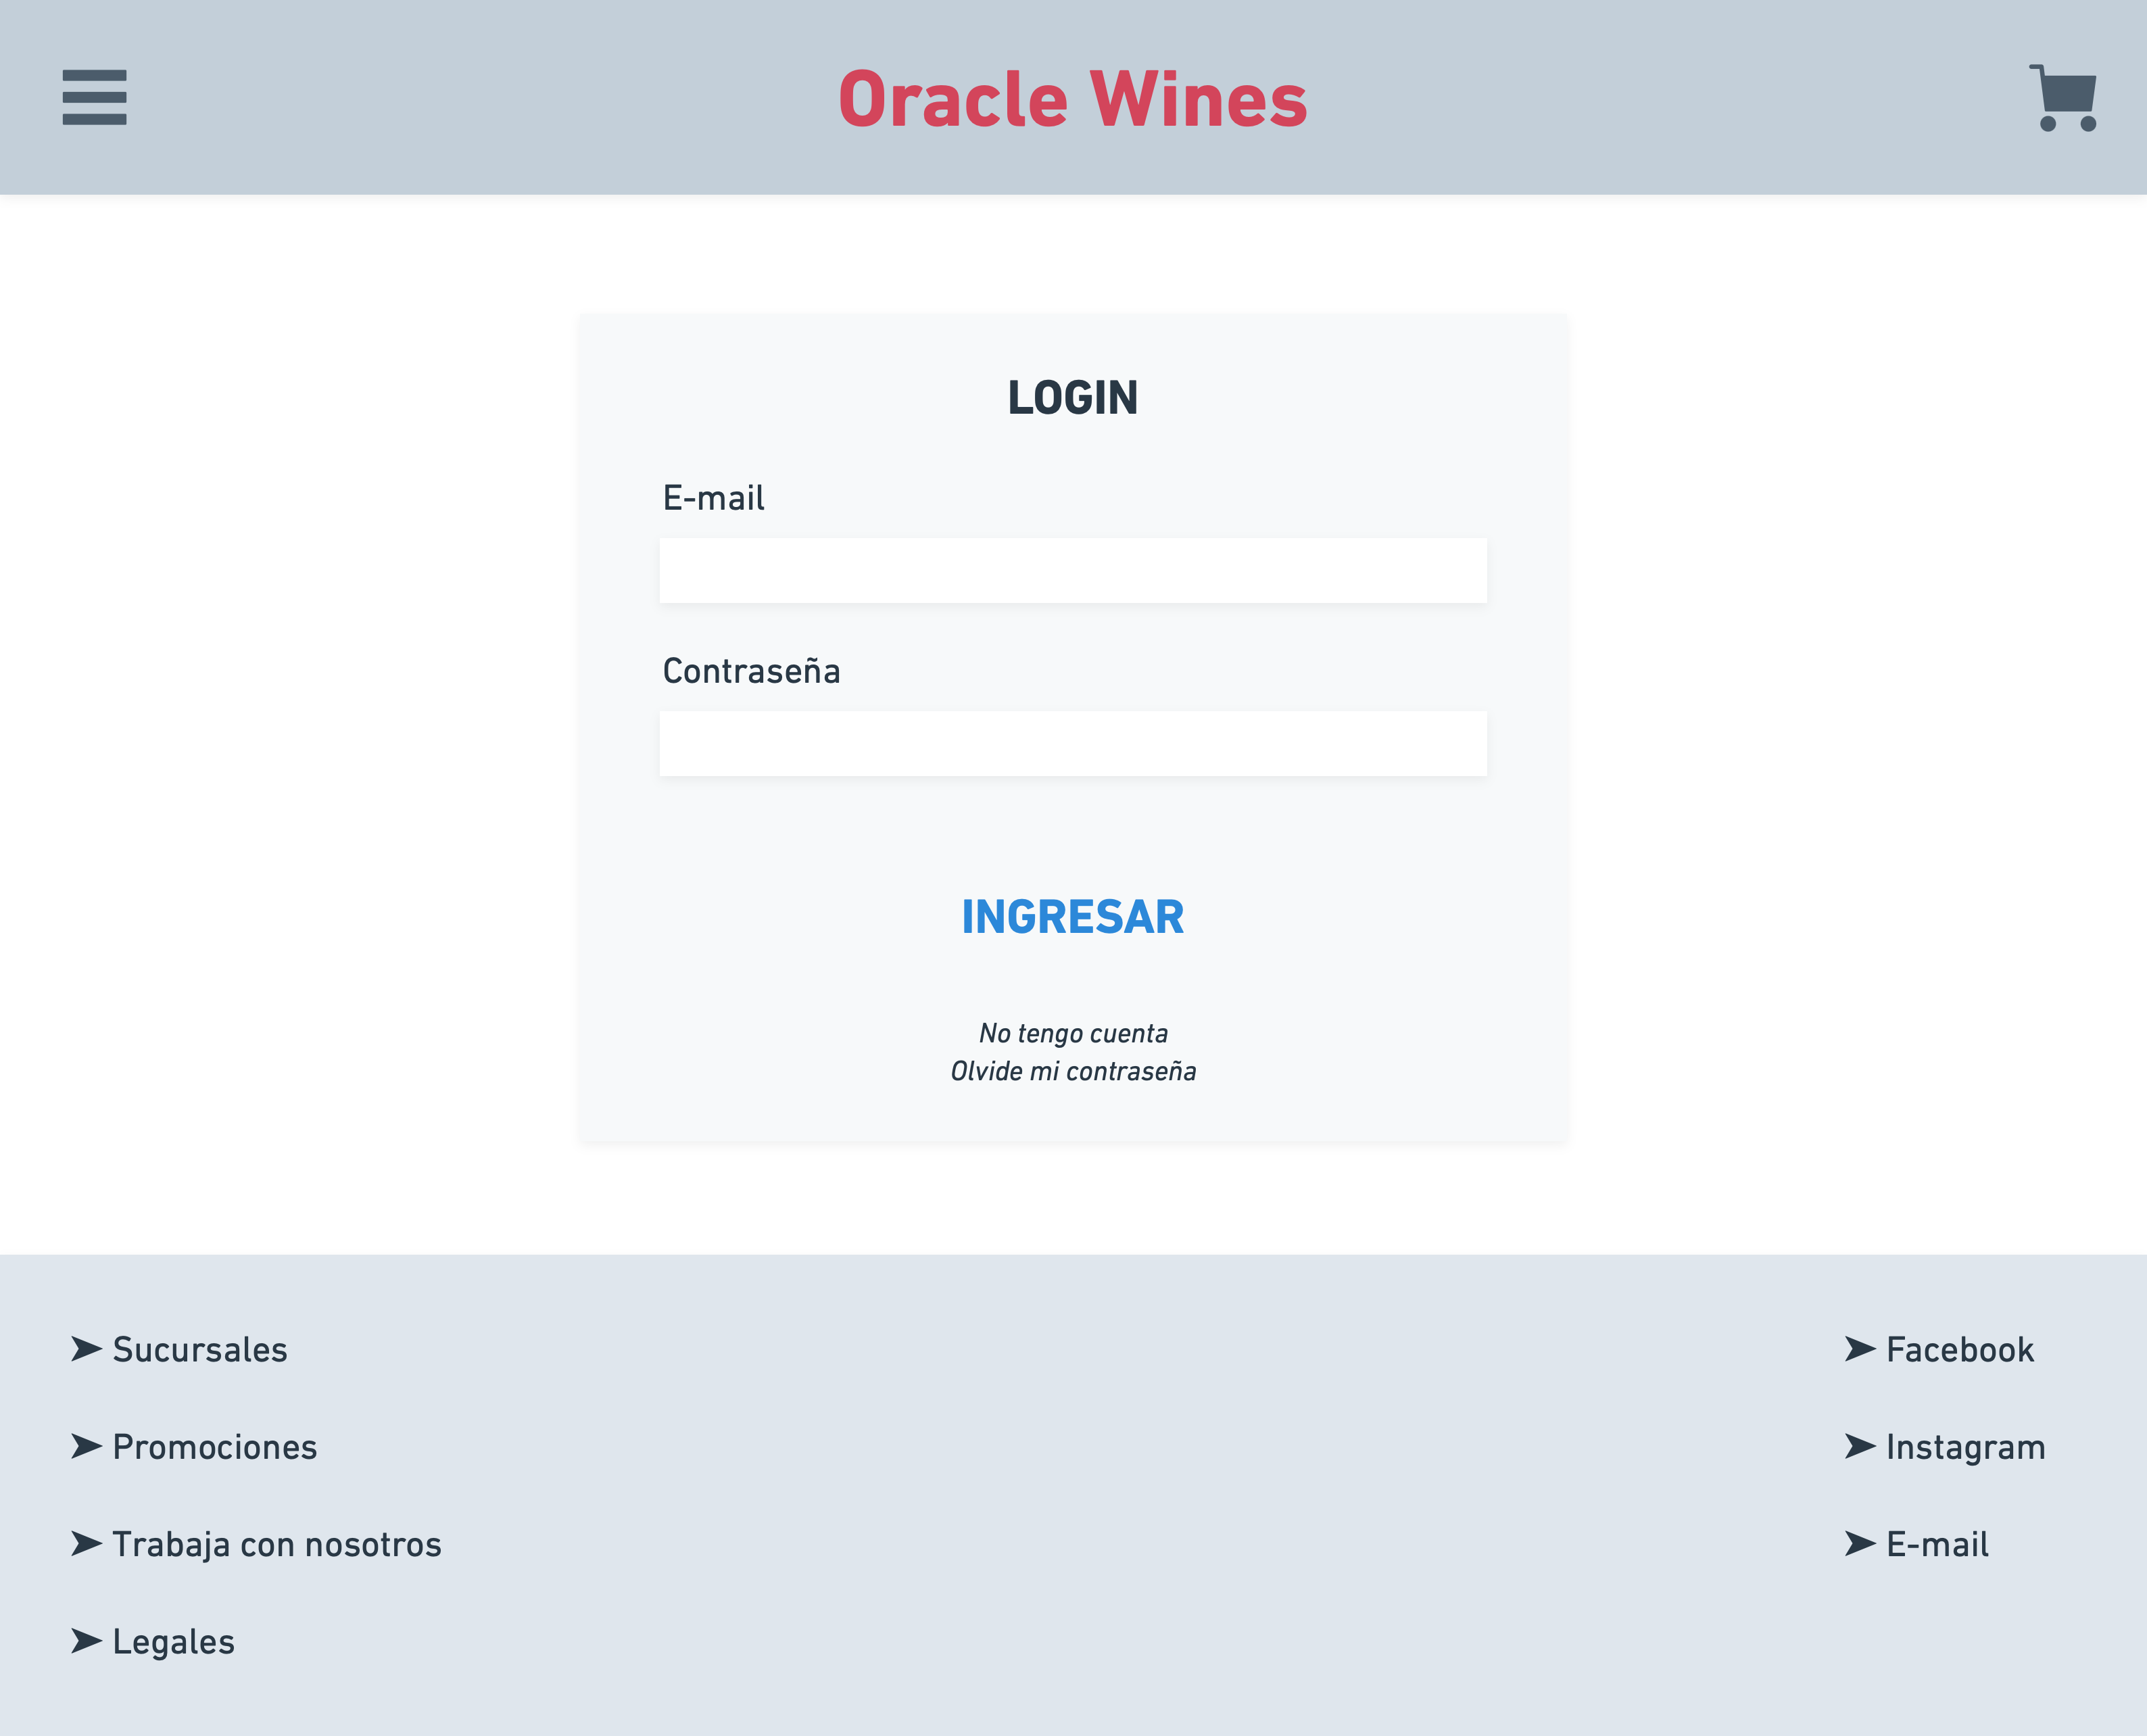 Oracle Wines
LOGIN
E-mail
Contraseña
INGRESAR
No tengo cuenta
Olvide mi contraseña
Sucursales
Promociones
Trabaja con nosotros
Legales
Facebook
Instagram
E-mail